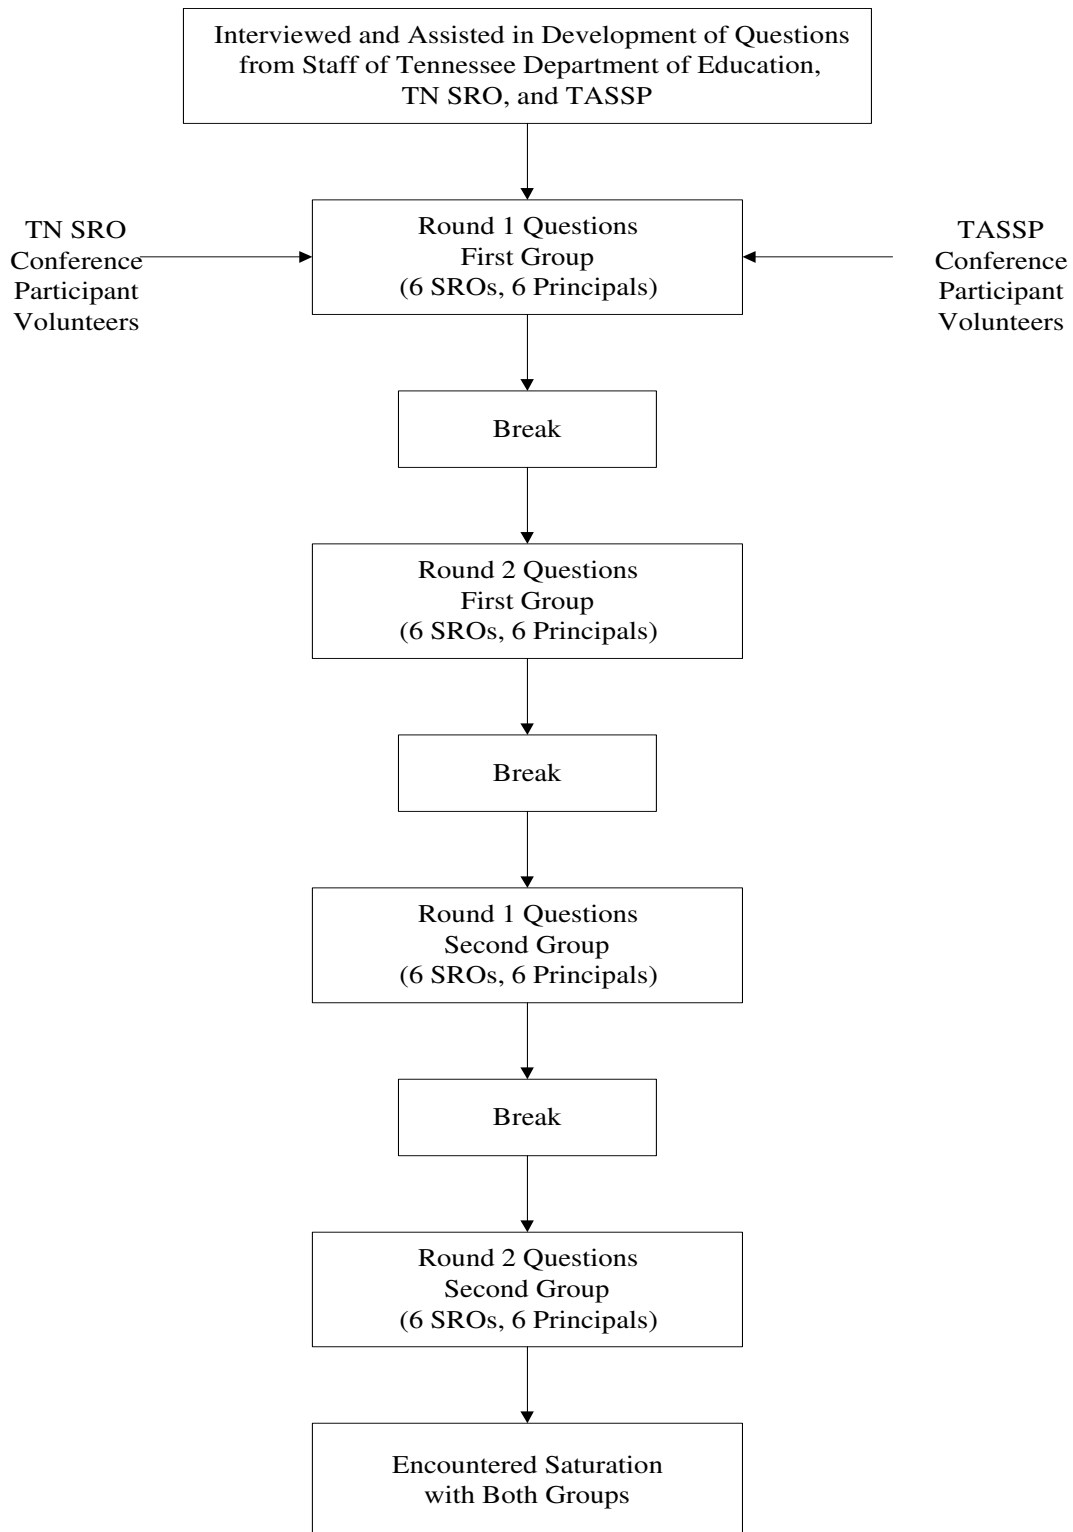 Interviewed and Assisted in Development of Questions
from Staff of Tennessee Department of Education,
TN SRO, and TASSP
TN SRO
Conference
Participant
Volunteers
Round 1 Questions
First Group
(6 SROs, 6 Principals)
TASSP
Conference
Participant
Volunteers
Break
Round 2 Questions
First Group
(6 SROs, 6 Principals)
Break
Round 1 Questions
Second Group
(6 SROs, 6 Principals)
Break
Round 2 Questions
Second Group
(6 SROs, 6 Principals)
Encountered Saturation
with Both Groups